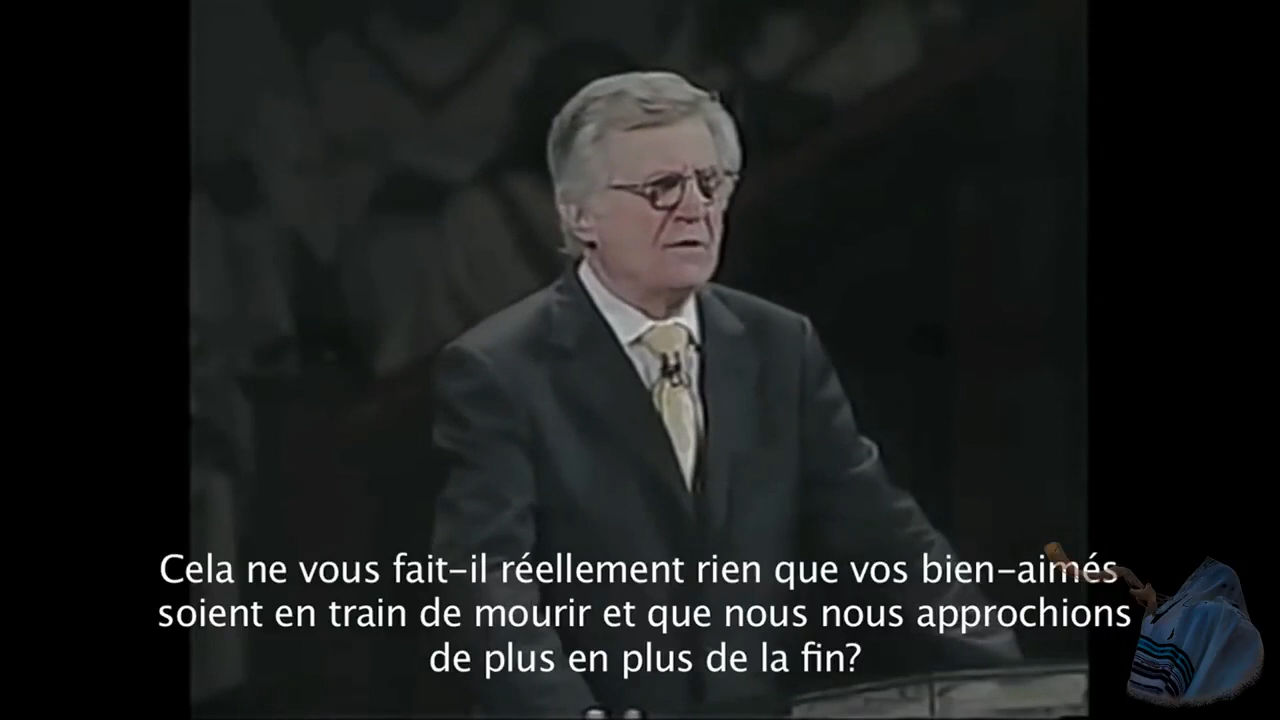 Cela ne vous fait-il réellement rien que vos bien-aimés
soient en train de mourir et que nous nous approchions
de plus en plus de la fin?